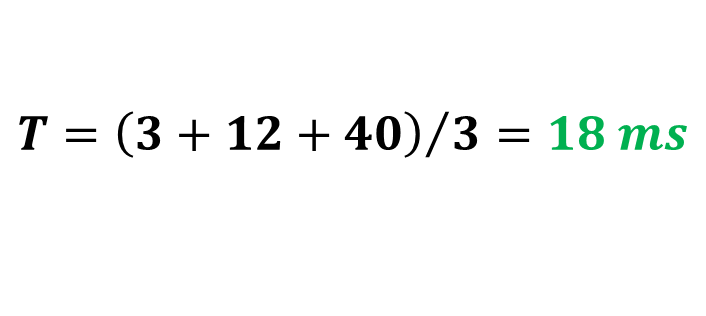 T = (3 + 12 + 40)/3 = 18 ms